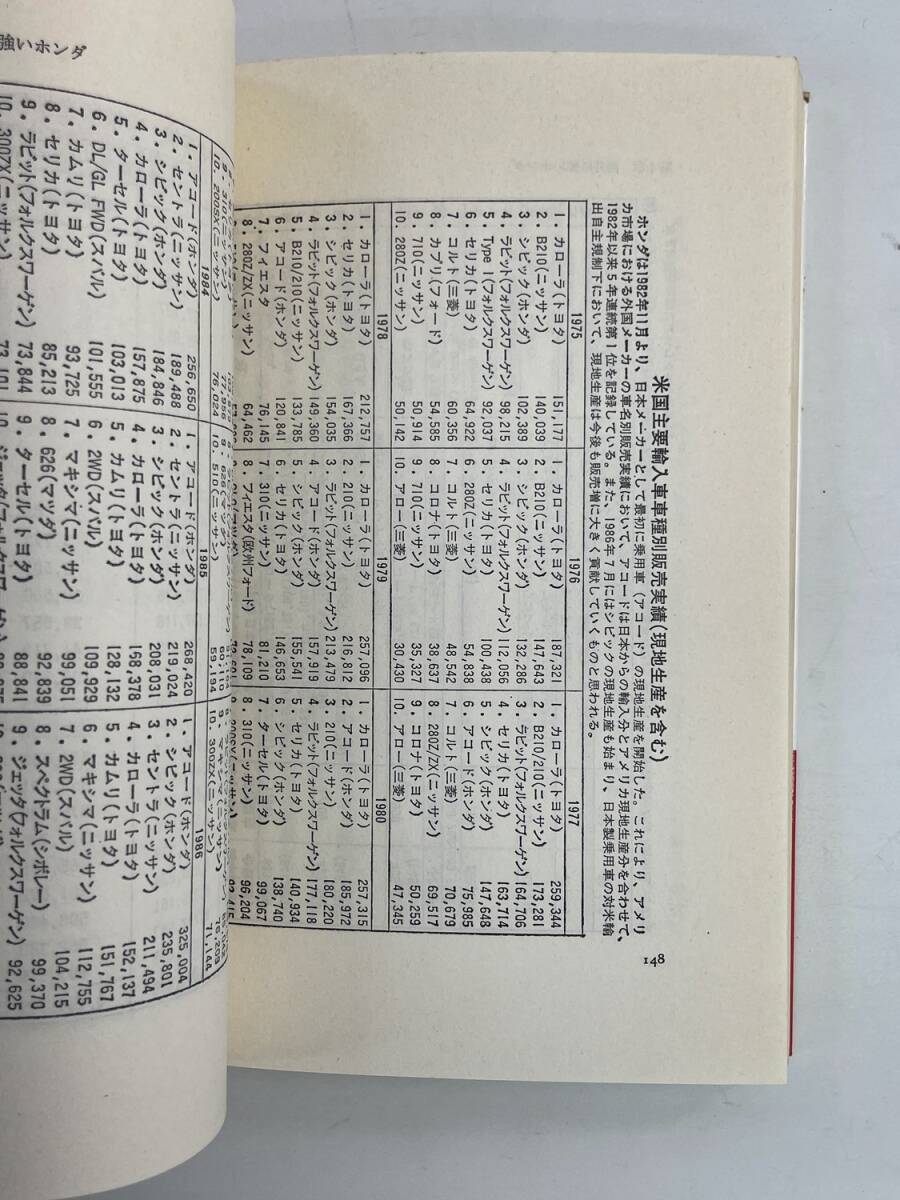 米国主要輸入車車種別販売実績(現地生産を含む)
ホンダは1982年11月より、日本メーカーとして最初に乗用車（アコード）の現地生産を開始した。これにより、アメリ
カ市場における外国メーカーの車名別販売実績において、アコードは日本からの輸入分とアメリカ現地生産分を合わせて、
1982年以来5年連続第1位を記録している。また、1986年7月にはシビックの現地生産も始まり、日本製乗用車の対米輸
出自主規制下において、現地生産は今後も販売増に大きく貢献していくものと思われる。
1975 1976 1977
1. カローラ(トヨタ) 151,177 1. カローラ(トヨタ) 187,321 1. カローラ(トヨタ) 259,344
2. B210(ニッサン) 140,039 2. B210(ニッサン) 147,643 2. B210/210(ニッサン) 173,281
3. シビック(ホンダ) 102,389 3. シビック(ホンダ) 132,286 3. ラビット(フォルクスワーゲン) 164,706
4. ラビット(フォルクスワーゲン) 98,215 4. ラビット(フォルクスワーゲン) 112,056 4. セリカ(トヨタ) 163,714
5. Type I(フォルクスワーゲン) 92,037 5. セリカ(トヨタ) 100,438 5. シビック(ホンダ) 147,648
6. セリカ(トヨタ) 64,922 6. 280Z(ニッサン) 54,838 6. アコード(ホンダ) 75,985
7. コルト(三菱) 60,356 7. コルト(三菱) 48,542 7. コルト(三菱) 70,679
8. カプリ(フォード) 54,585 8. コロナ(トヨタ) 38,637 8. 280Z/ZX(ニッサン) 69,517
9. 710(ニッサン) 50,914 9. 710(ニッサン) 35,327 9. コロナ(トヨタ) 50,259
10. 280Z(ニッサン) 50,142 10. アロー(三菱) 30,430 10. アロー(三菱) 47,345
1978 1979 1980
1. カローラ(トヨタ) 212,757 1. カローラ(トヨタ) 257,096 1. カローラ(トヨタ) 257,315
2. セリカ(トヨタ) 167,366 2. 210(ニッサン) 216,812 2. アコード(ホンダ) 185,972
3. シビック(ホンダ) 154,035 3. ラビット(フォルクスワーゲン) 213,479 3. 210(ニッサン) 180,220
4. ラビット(フォルクスワーゲン) 149,360 4. アコード(ホンダ) 157,919 4. ラビット(フォルクスワーゲン) 177,118
5. B210/210(ニッサン) 133,785 5. シビック(ホンダ) 155,541 5. セリカ(トヨタ) 140,934
6. アコード(ホンダ) 120,841 6. セリカ(トヨタ) 146,653 6. シビック(ホンダ) 138,740
7. フィエスタ 76,145 7. 310(ニッサン) 81,210 7. ターセル(トヨタ) 99,067
8. 280Z/ZX(ニッサン) 64,462 8. フィエスタ(欧州フォード) 78,109 8. 310(ニッサン) 96,204
148
強いホンダ
10. 200SX(ニッサン) 76,024 10. 510(ニッサン) 59,194 10. 300ZX(ニッサン) 71,144
1984 1985 1986
1. アコード(ホンダ) 256,650 1. アコード(ホンダ) 268,420 1. アコード(ホンダ) 325,004
2. セントラ(ニッサン) 189,488 2. セントラ(ニッサン) 219,024 2. シビック(ホンダ) 235,801
3. シビック(ホンダ) 184,846 3. シビック(ホンダ) 208,031 3. セントラ(ニッサン) 211,494
4. カローラ(トヨタ) 157,875 4. カローラ(トヨタ) 168,378 4. カローラ(トヨタ) 152,137
5. ターセル(トヨタ) 103,013 5. カムリ(トヨタ) 128,132 5. カムリ(トヨタ) 151,767
6. DL/GL FWD(スバル) 101,555 6. 2WD(スバル) 109,929 6. マキシマ(ニッサン) 112,755
7. カムリ(トヨタ) 93,725 7. マキシマ(ニッサン) 99,051 7. 2WD(スバル) 104,215
8. セリカ(トヨタ) 85,213 8. 626(マツダ) 92,839 8. スペクトラム(シボレー) 99,370
9. ラビット(フォルクスワーゲン) 73,844 9. ターセル(トヨタ) 88,841 9. ジェッタ(フォルクスワーゲン) 92,625
10. 300ZX(ニッサン) 73,101